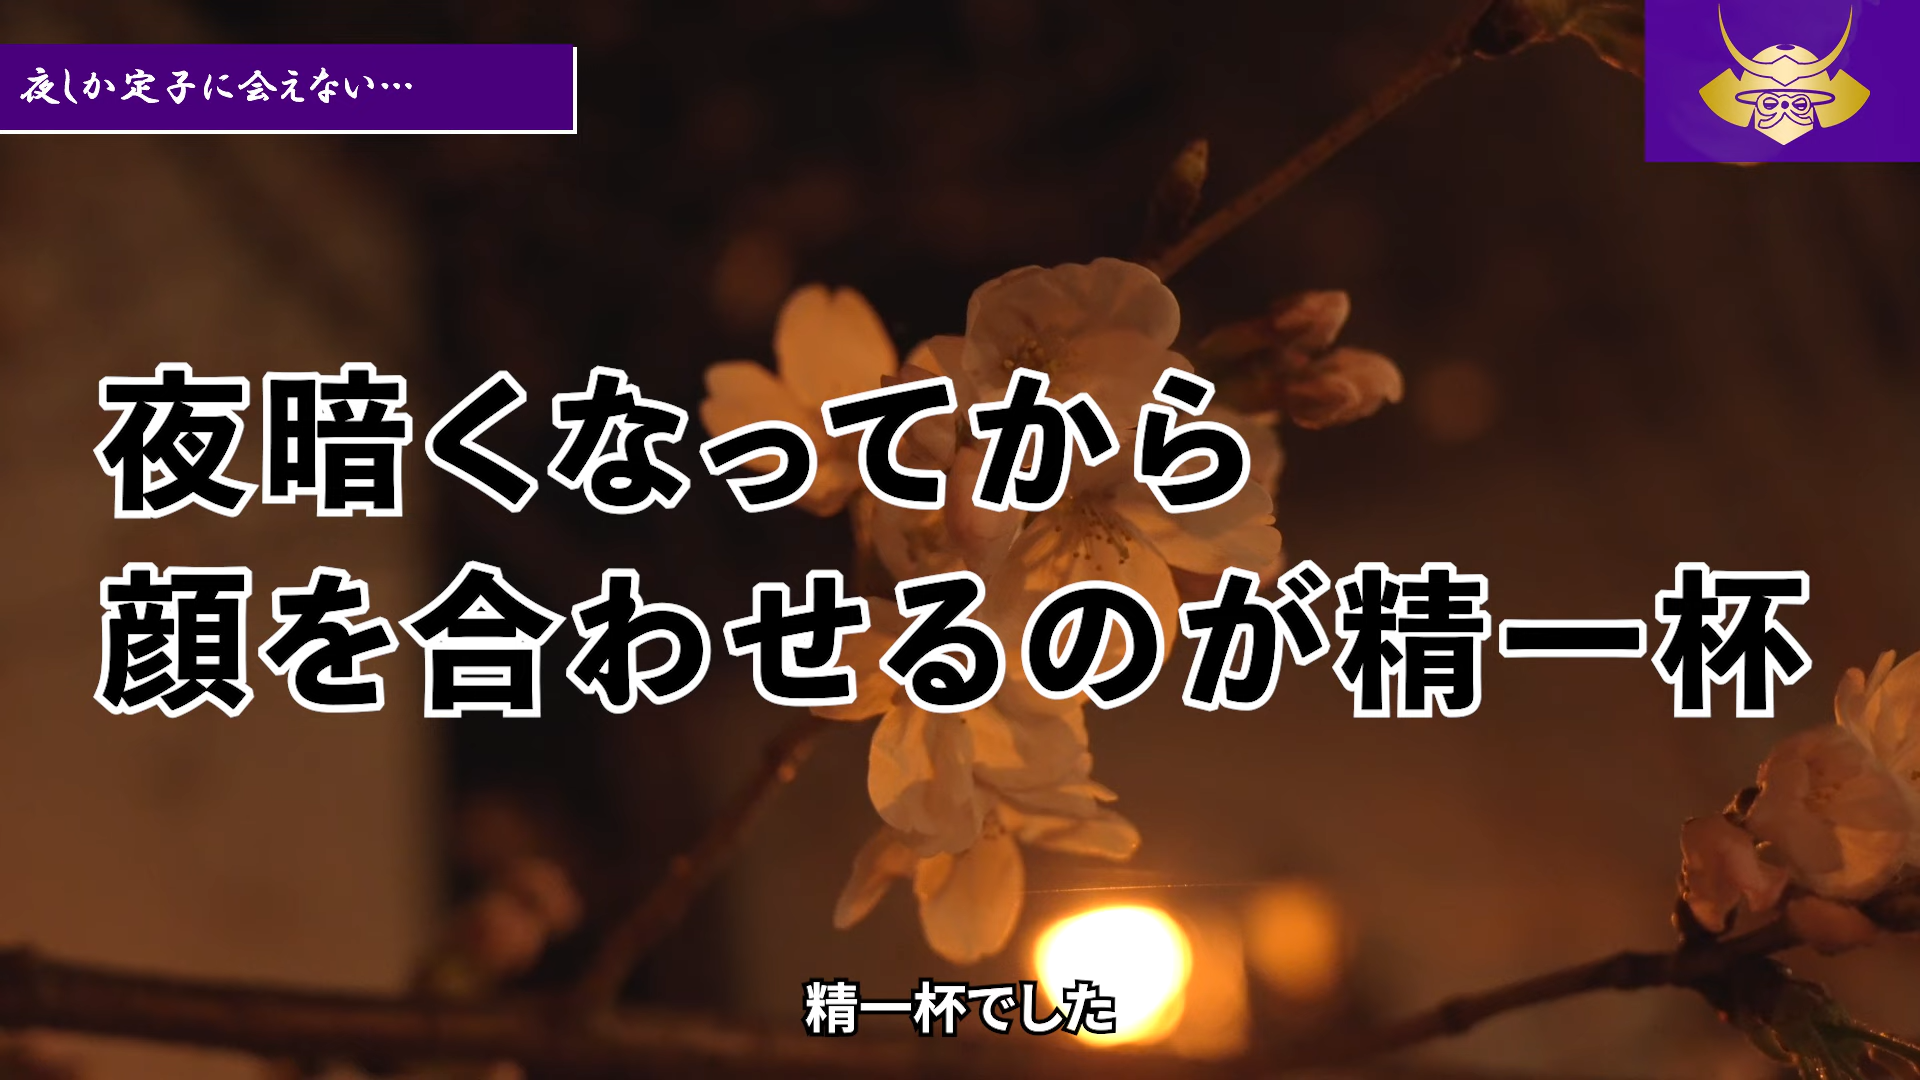 夜しか定子に会えない…
夜暗くなってから
顔を合わせるのが精一杯
精一杯でした